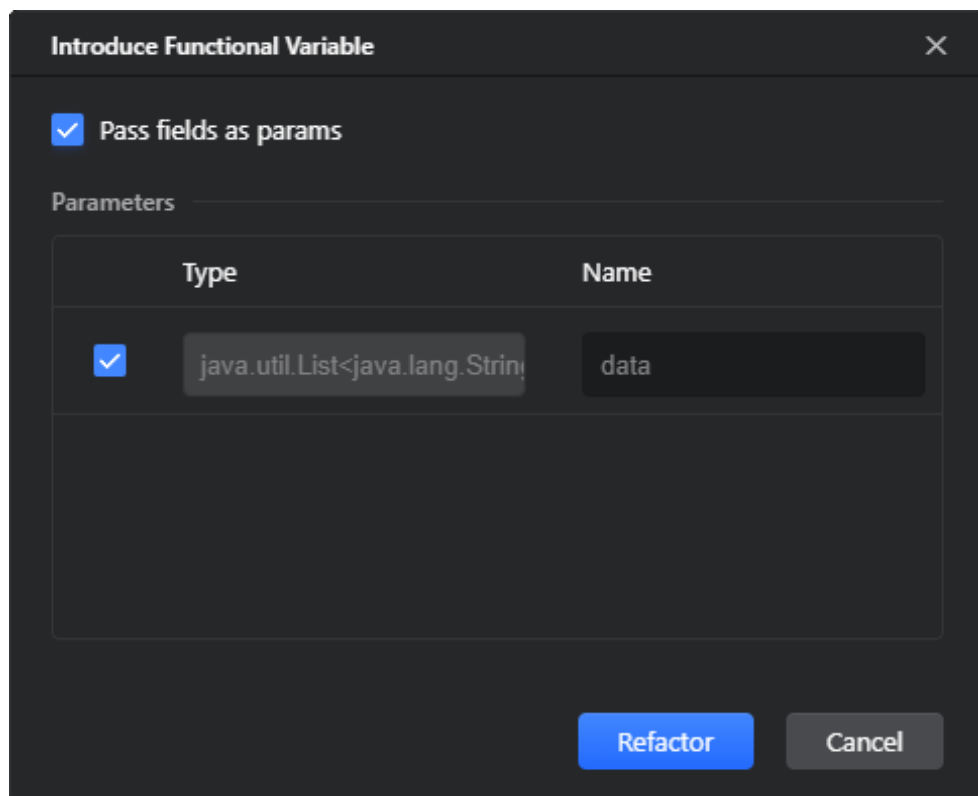 Introduce Functional Variable
Pass fields as params
Parameters
Type Name
java.util.List<java.lang.String data
Refactor Cancel